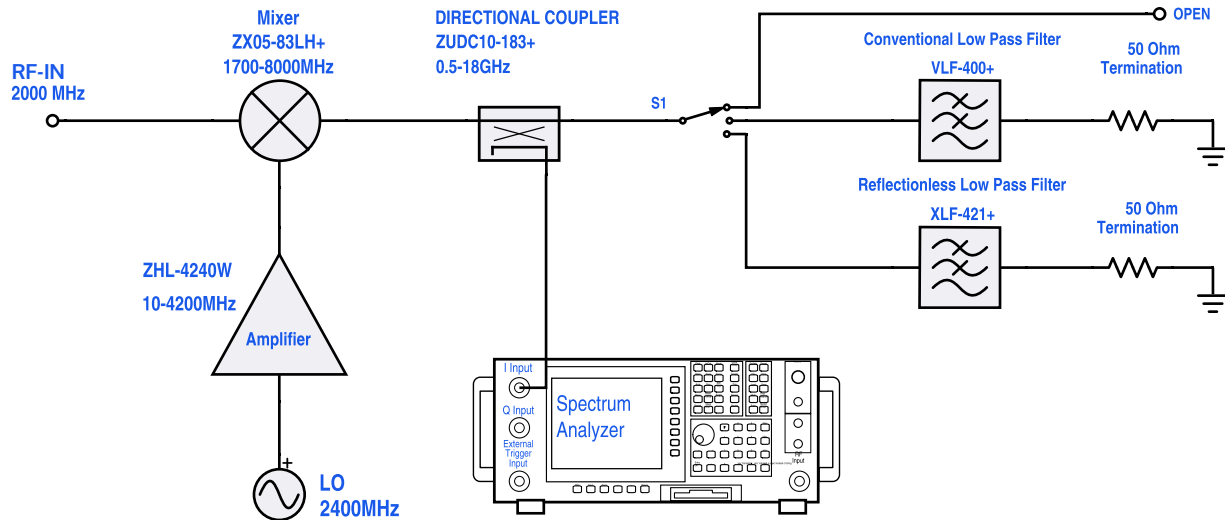 Mixer
ZX05-83LH+
1700-8000MHz
DIRECTIONAL COUPLER
ZUDC10-183+
0.5-18GHz
OPEN
Conventional Low Pass Filter
VLF-400+
50 Ohm
Termination
RF-IN
2000 MHz
S1
Reflectionless Low Pass Filter
XLF-421+
50 Ohm
Termination
ZHL-4240W
10-4200MHz
Amplifier
I Input
Q Input
External
Trigger
Input
Spectrum
Analyzer
RF
Input
+
LO
2400MHz